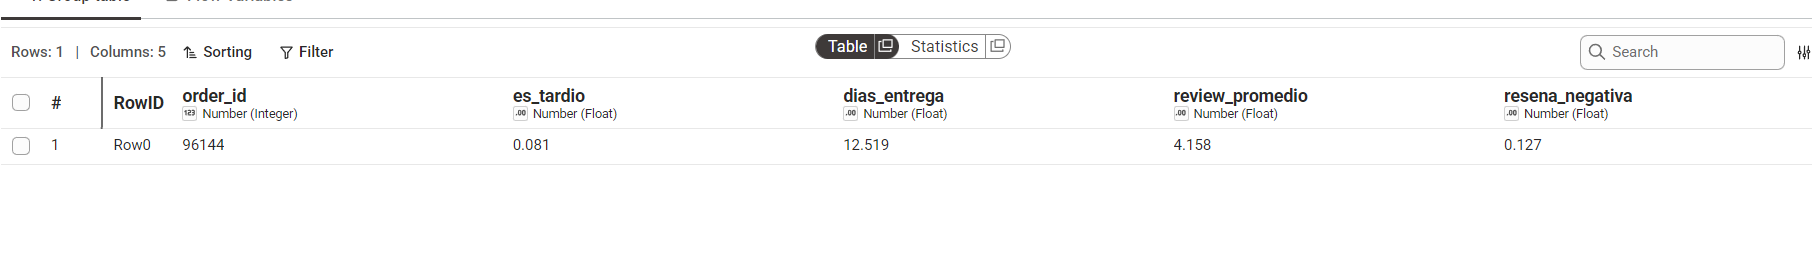 Rows: 1 | Columns: 5 Sorting Filter Table Statistics Search
# RowID order_id es_tardio dias_entrega review_promedio resena_negativa
Number (Integer) Number (Float) Number (Float) Number (Float) Number (Float)
1 Row0 96144 0.081 12.519 4.158 0.127